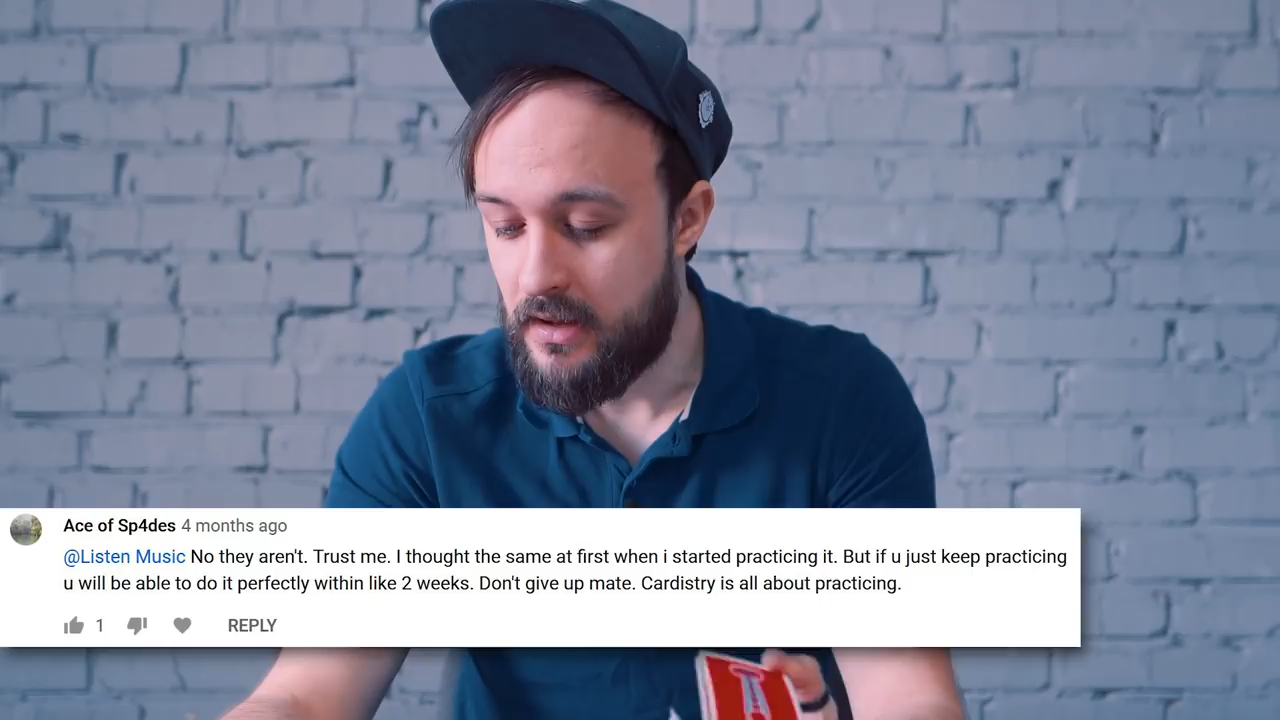 Ace of Sp4des 4 months ago
@Listen Music No they aren't. Trust me. I thought the same at first when i started practicing it. But if u just keep practicing
u will be able to do it perfectly within like 2 weeks. Don't give up mate. Cardistry is all about practicing.
1 REPLY